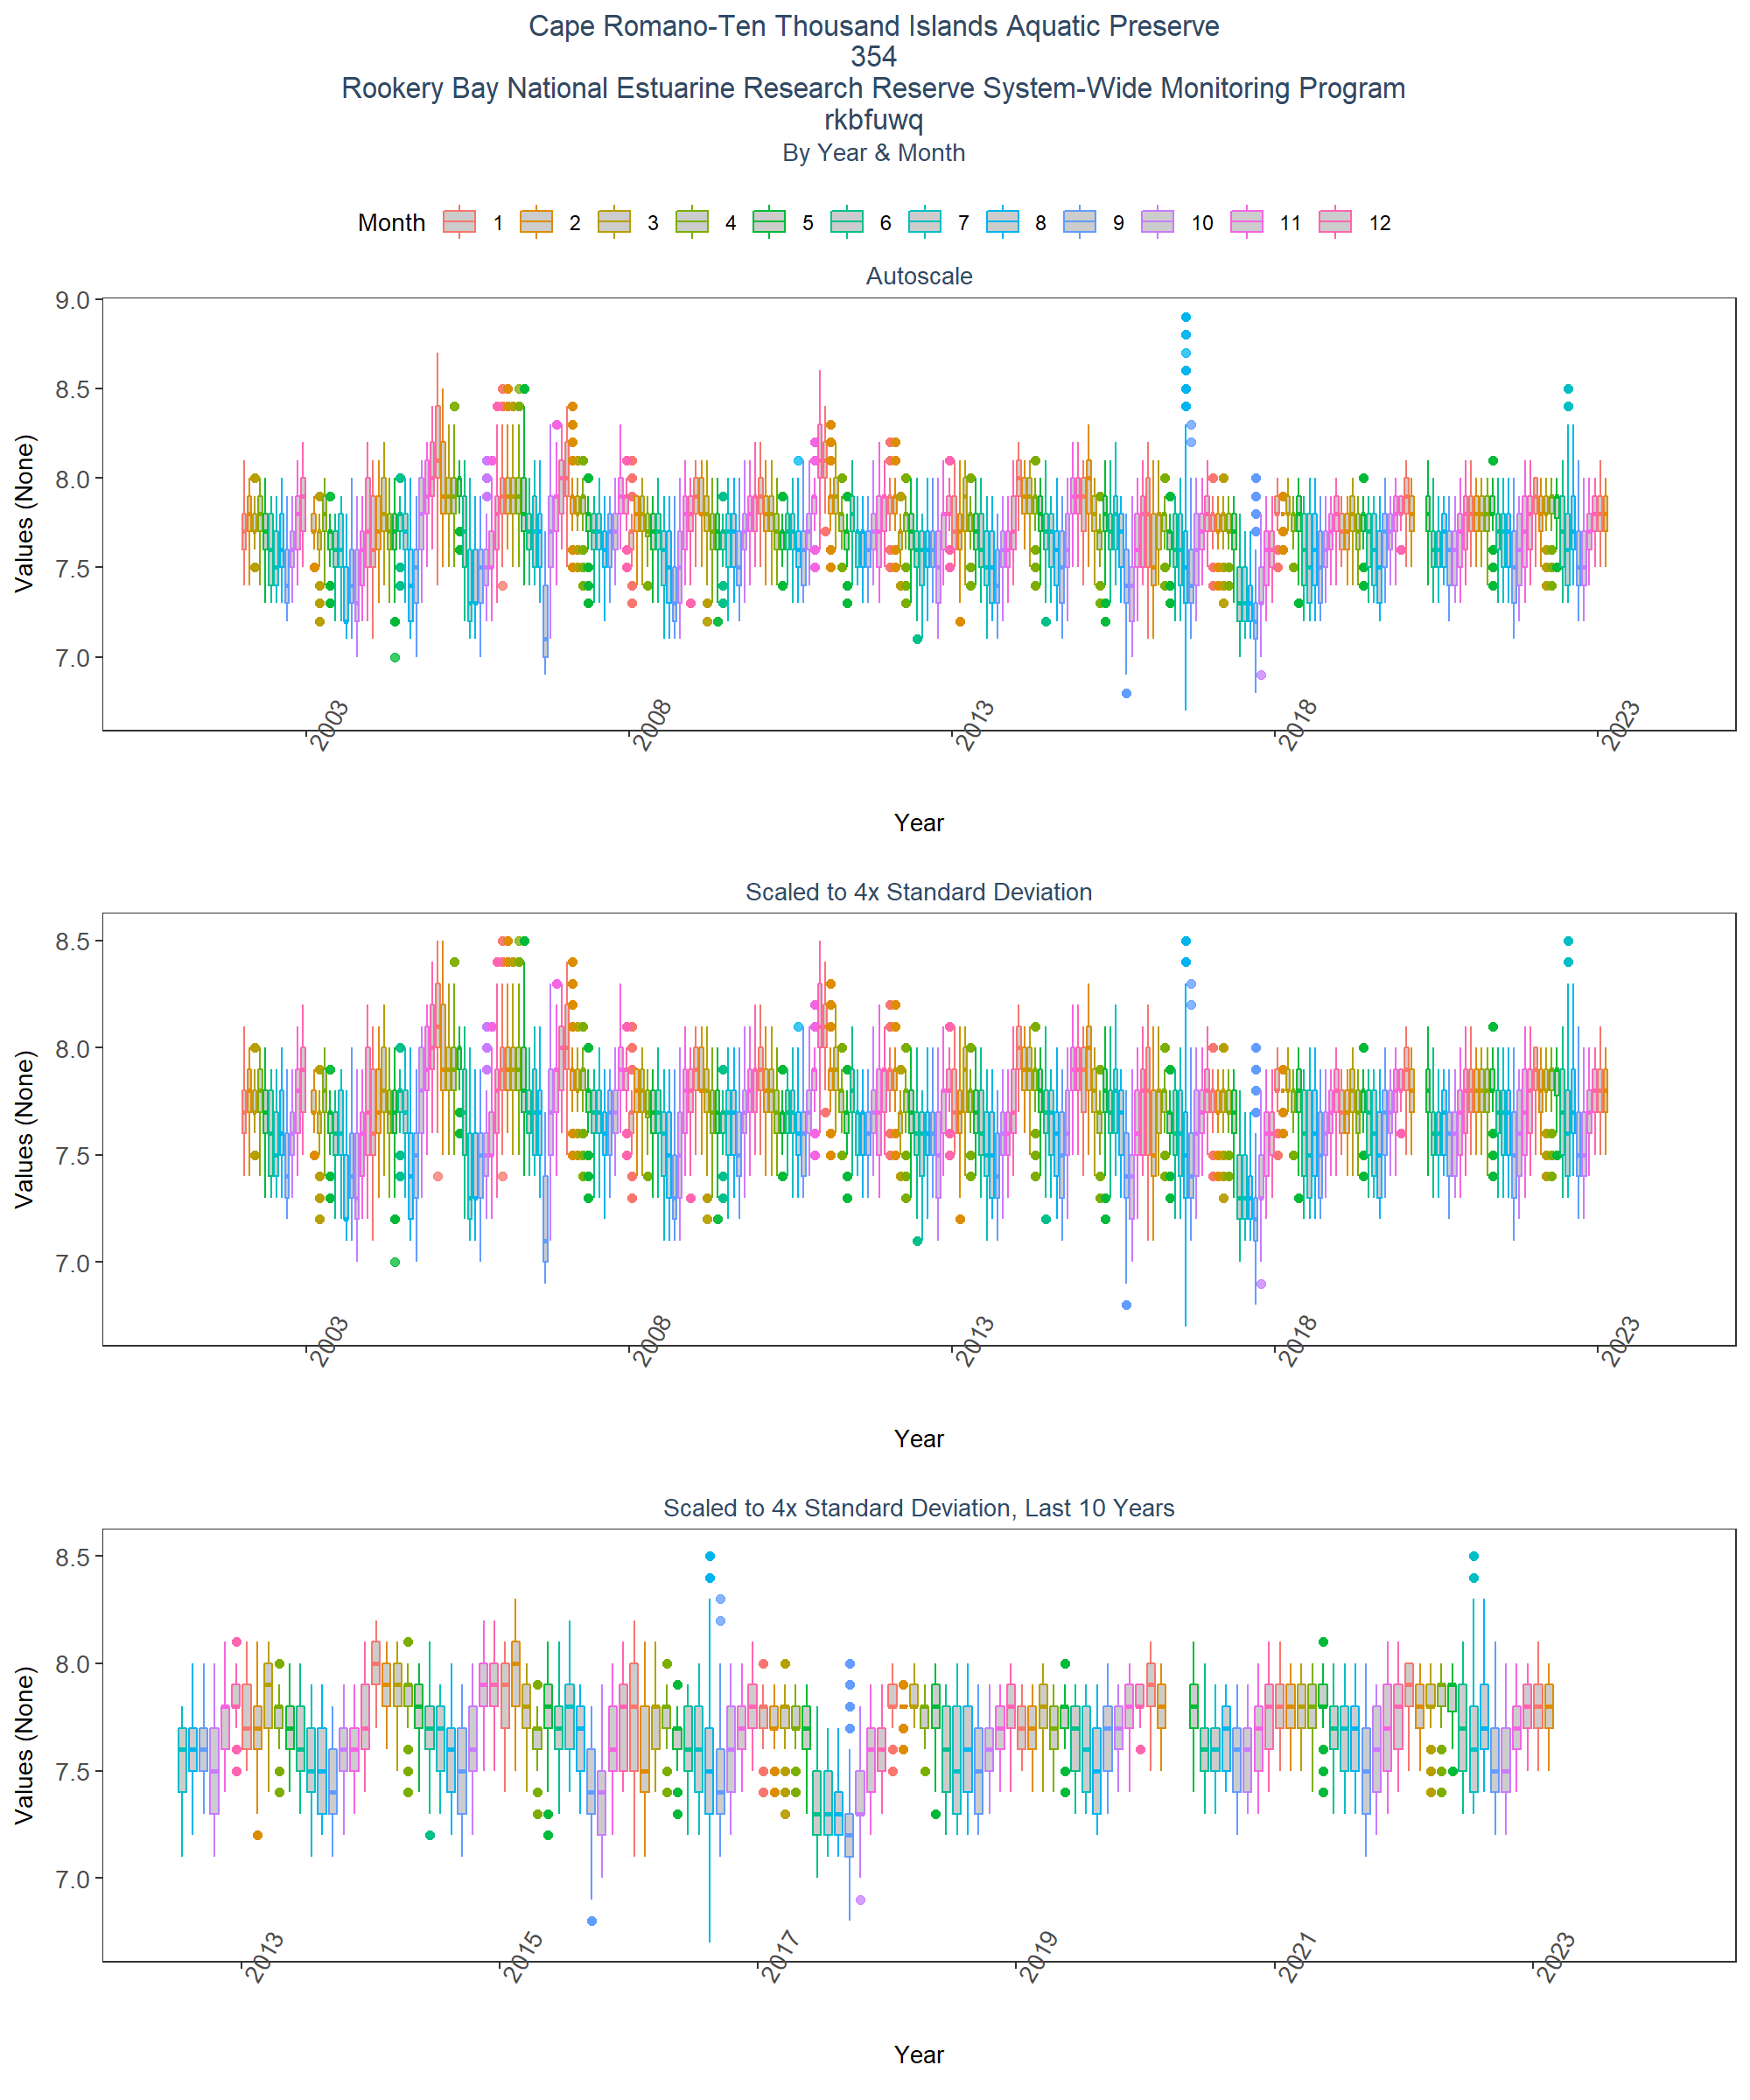 Cape Romano-Ten Thousand Islands Aquatic Preserve
354
Rookery Bay National Estuarine Research Reserve System-Wide Monitoring Program
rkbfuwq
By Year & Month
Month 1 2 3 4 5 6 7 8 9 10 11 12
Autoscale
Values (None)
9.0
8.5
8.0
7.5
7.0
2003 2008 2013 2018 2023
Year
Scaled to 4x Standard Deviation
Values (None)
8.5
8.0
7.5
7.0
2003 2008 2013 2018 2023
Year
Scaled to 4x Standard Deviation, Last 10 Years
Values (None)
8.5
8.0
7.5
7.0
2013 2015 2017 2019 2021 2023
Year